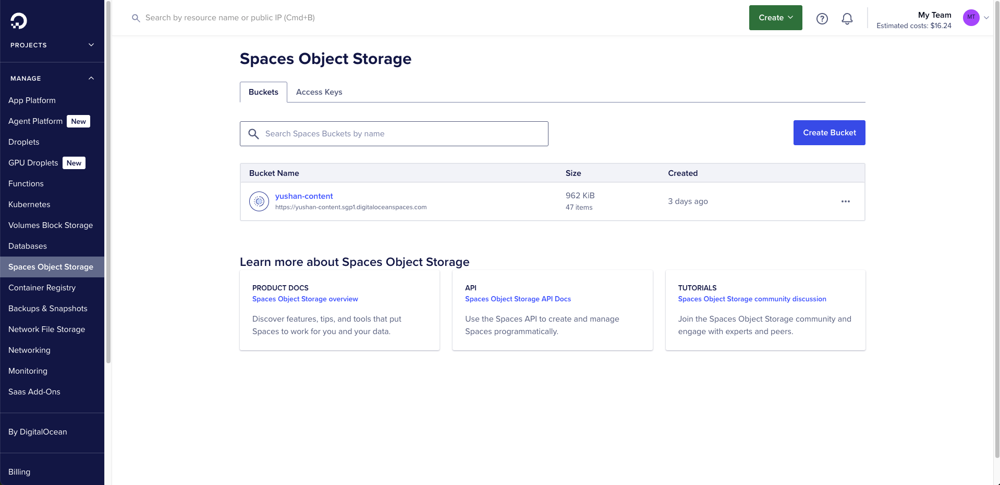 PROJECTS
MANAGE
App Platform
Agent Platform New
Droplets
GPU Droplets New
Functions
Kubernetes
Volumes Block Storage
Databases
Spaces Object Storage
Container Registry
Backups & Snapshots
Network File Storage
Networking
Monitoring
Saas Add-Ons
By DigitalOcean
Billing
Search by resource name or public IP (Cmd+B)
Create
?
My Team
Estimated costs: $16.24
MT
Spaces Object Storage
Buckets Access Keys
Search Spaces Buckets by name
Create Bucket
Bucket Name Size Created
yushan-content
https://yushan-content.sgp1.digitaloceanspaces.com
962 KiB
47 items
3 days ago
Learn more about Spaces Object Storage
PRODUCT DOCS
Spaces Object Storage overview
Discover features, tips, and tools that put
Spaces to work for you and your data.
API
Spaces Object Storage API Docs
Use the Spaces API to create and manage
Spaces programmatically.
TUTORIALS
Spaces Object Storage community discussion
Join the Spaces Object Storage community and
engage with experts and peers.